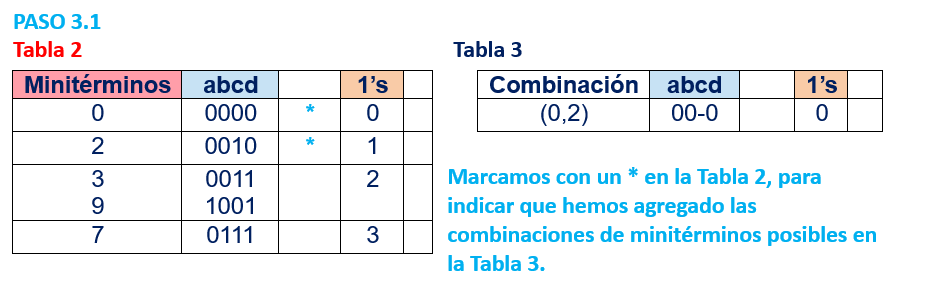 PASO 3.1
Tabla 2
Minitérminos abcd 1’s
0 0000 * 0
2 0010 * 1
3 0011 2
9 1001
7 0111 3
Tabla 3
Combinación abcd 1’s
(0,2) 00-0 0
Marcamos con un * en la Tabla 2, para
indicar que hemos agregado las
combinaciones de minitérminos posibles en
la Tabla 3.